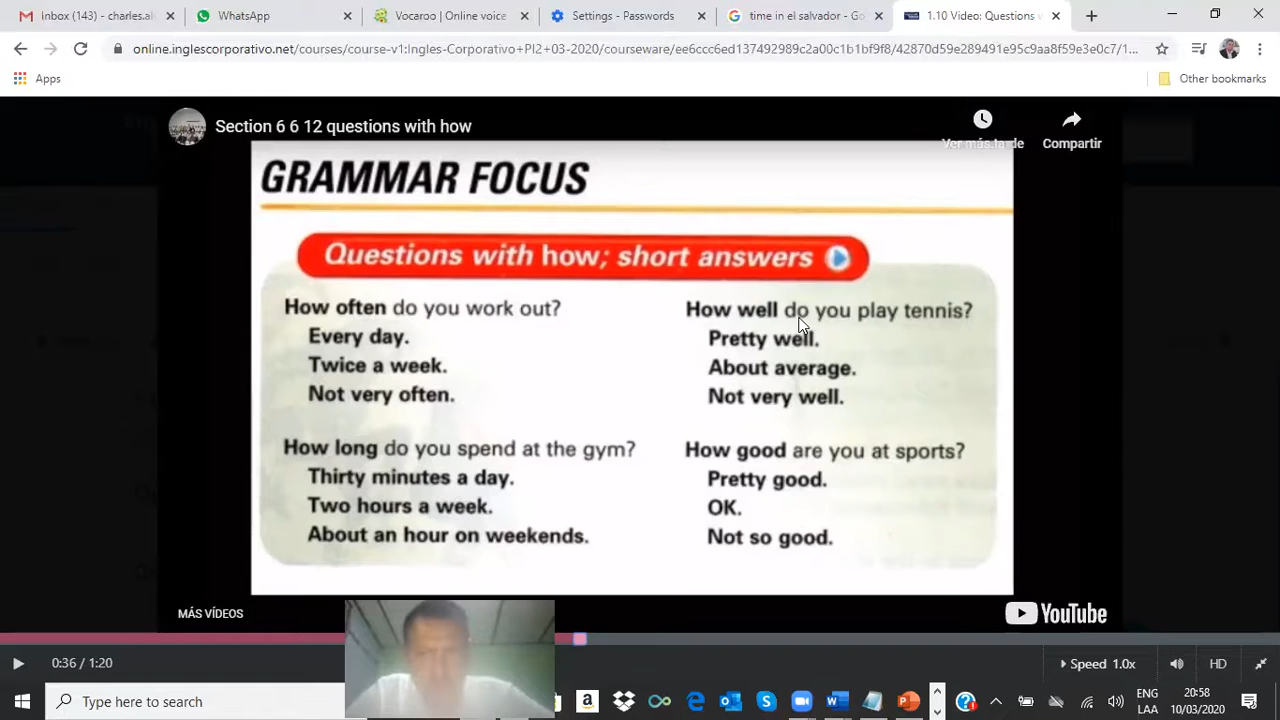 Inbox (913) - charles.al
WhatsApp
Vocaroo | Online voice
Settings - Passwords
time in el salvador - Go
1.10 Video: Questions
online.inglescorporativo.net/courses/course-v1:Ingles-Corporativo+PI2+03-2020/courseware/ee6ccc6ed137492989c2a00c1b1bf9f8/42870d59e289491e95c9aa8f59e3e0c7/1...
Apps
Other bookmarks
Section 6 6 12 questions with how
Ver más tarde
Compartir
GRAMMAR FOCUS
Questions with how; short answers
How often do you work out?
Every day.
Twice a week.
Not very often.
How well do you play tennis?
Pretty well.
About average.
Not very well.
How long do you spend at the gym?
Thirty minutes a day.
Two hours a week.
About an hour on weekends.
How good are you at sports?
Pretty good.
OK.
Not so good.
MÁS VÍDEOS
YouTube
0:36 / 1:20
Speed 1.0x
HD
Type here to search
ENG
LAA
20:58
10/03/2020